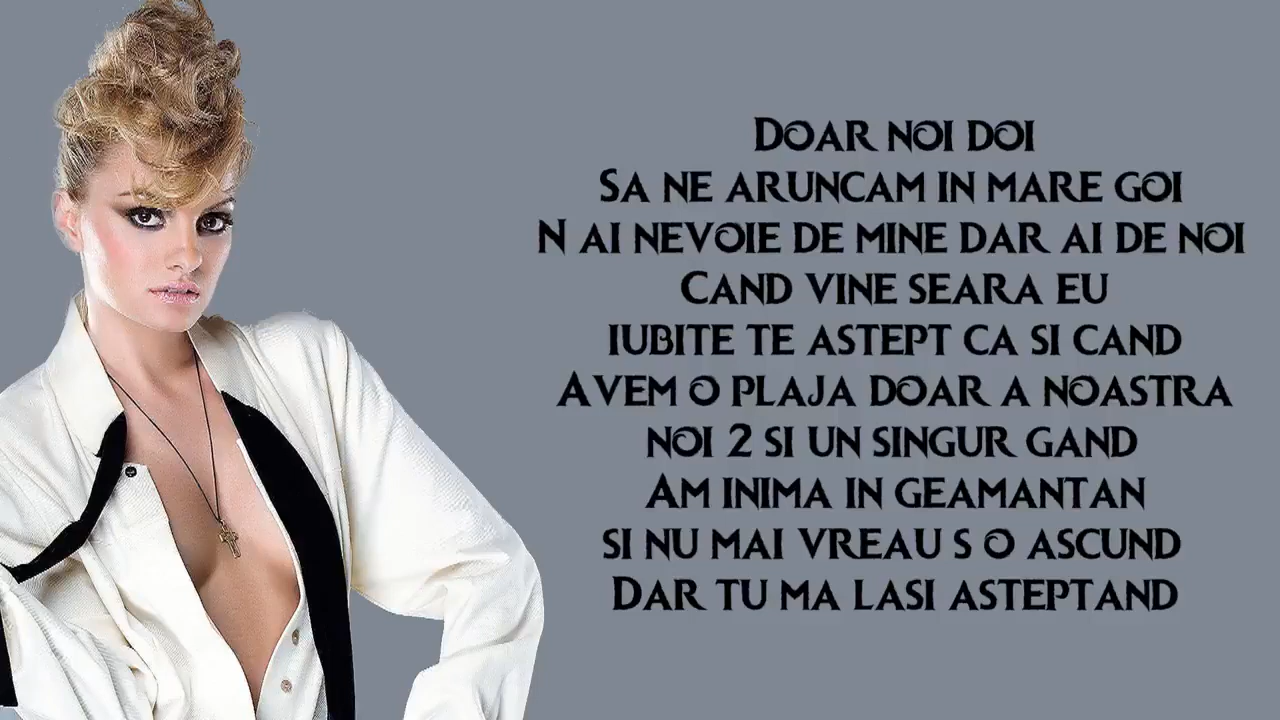 Doar noi doi
Sa ne aruncam in mare goi
N ai nevoie de mine dar ai de noi
Cand vine seara eu
iubite te astept ca si cand
Avem o plaja doar a noastra
noi 2 si un singur gand
Am inima in geamantan
si nu mai vreau s o ascund
Dar tu ma lasi asteptand